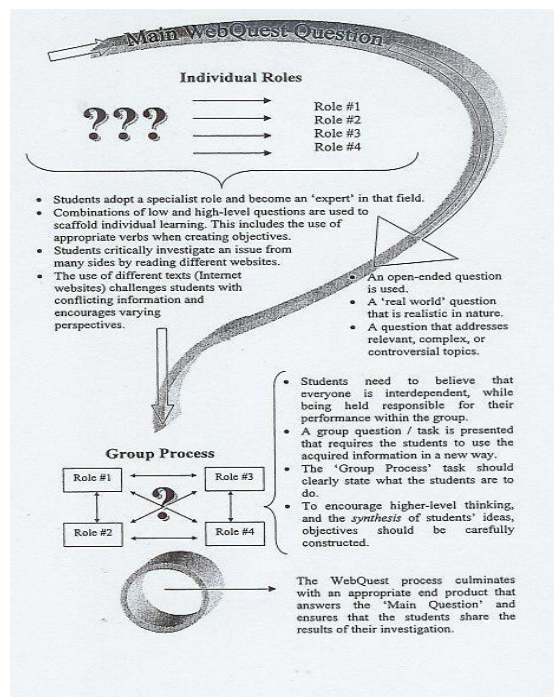 Main WebQuest Question
Individual Roles
???
Role #1
Role #2
Role #3
Role #4
• Students adopt a specialist role and become an 'expert' in that field.
• Combinations of low and high-level questions are used to
scaffold individual learning. This includes the use of
appropriate verbs when creating objectives.
• Students critically investigate an issue from
many sides by reading different websites.
• The use of different texts (Internet
websites) challenges students with
conflicting information and
encourages varying
perspectives.
• An open-ended question
is used.
• A 'real world' question
that is realistic in nature.
• A question that addresses
relevant, complex, or
controversial topics.
• Students need to believe that
everyone is interdependent, while
being held responsible for their
performance within the group.
• A group question / task is presented
that requires the students to use the
acquired information in a new way.
• The 'Group Process' task should
clearly state what the students are to
do.
• To encourage higher-level thinking,
and the synthesis of students' ideas,
objectives should be carefully
constructed.
Group Process
Role #1
Role #3
?
Role #2
Role #4
The WebQuest process culminates
with an appropriate end product that
answers the 'Main Question' and
ensures that the students share the
results of their investigation.